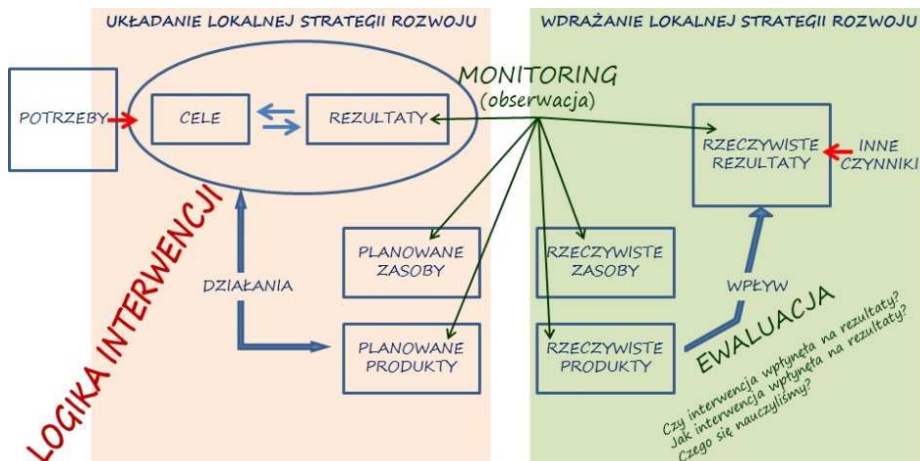 UKŁADANIE LOKALNEJ STRATEGII ROZWOJU
WDRAŻANIE LOKALNEJ STRATEGII ROZWOJU
MONITORING
(obserwacja)
POTRZEBY
CELE
REZULTATY
RZECZYWISTE
REZULTATY
INNE
CZYNNIKI
LOGIKA INTERWENCJI
DZIAŁANIA
PLANOWANE
ZASOBY
RZECZYWISTE
ZASOBY
WPŁYW
PLANOWANE
PRODUKTY
RZECZYWISTE
PRODUKTY
EWALUACJA
Czy interwencja wpłynęta na rezultaty?
Jak interwencja wpłynęta na rezultaty?
Czego się nauczyliśmy?